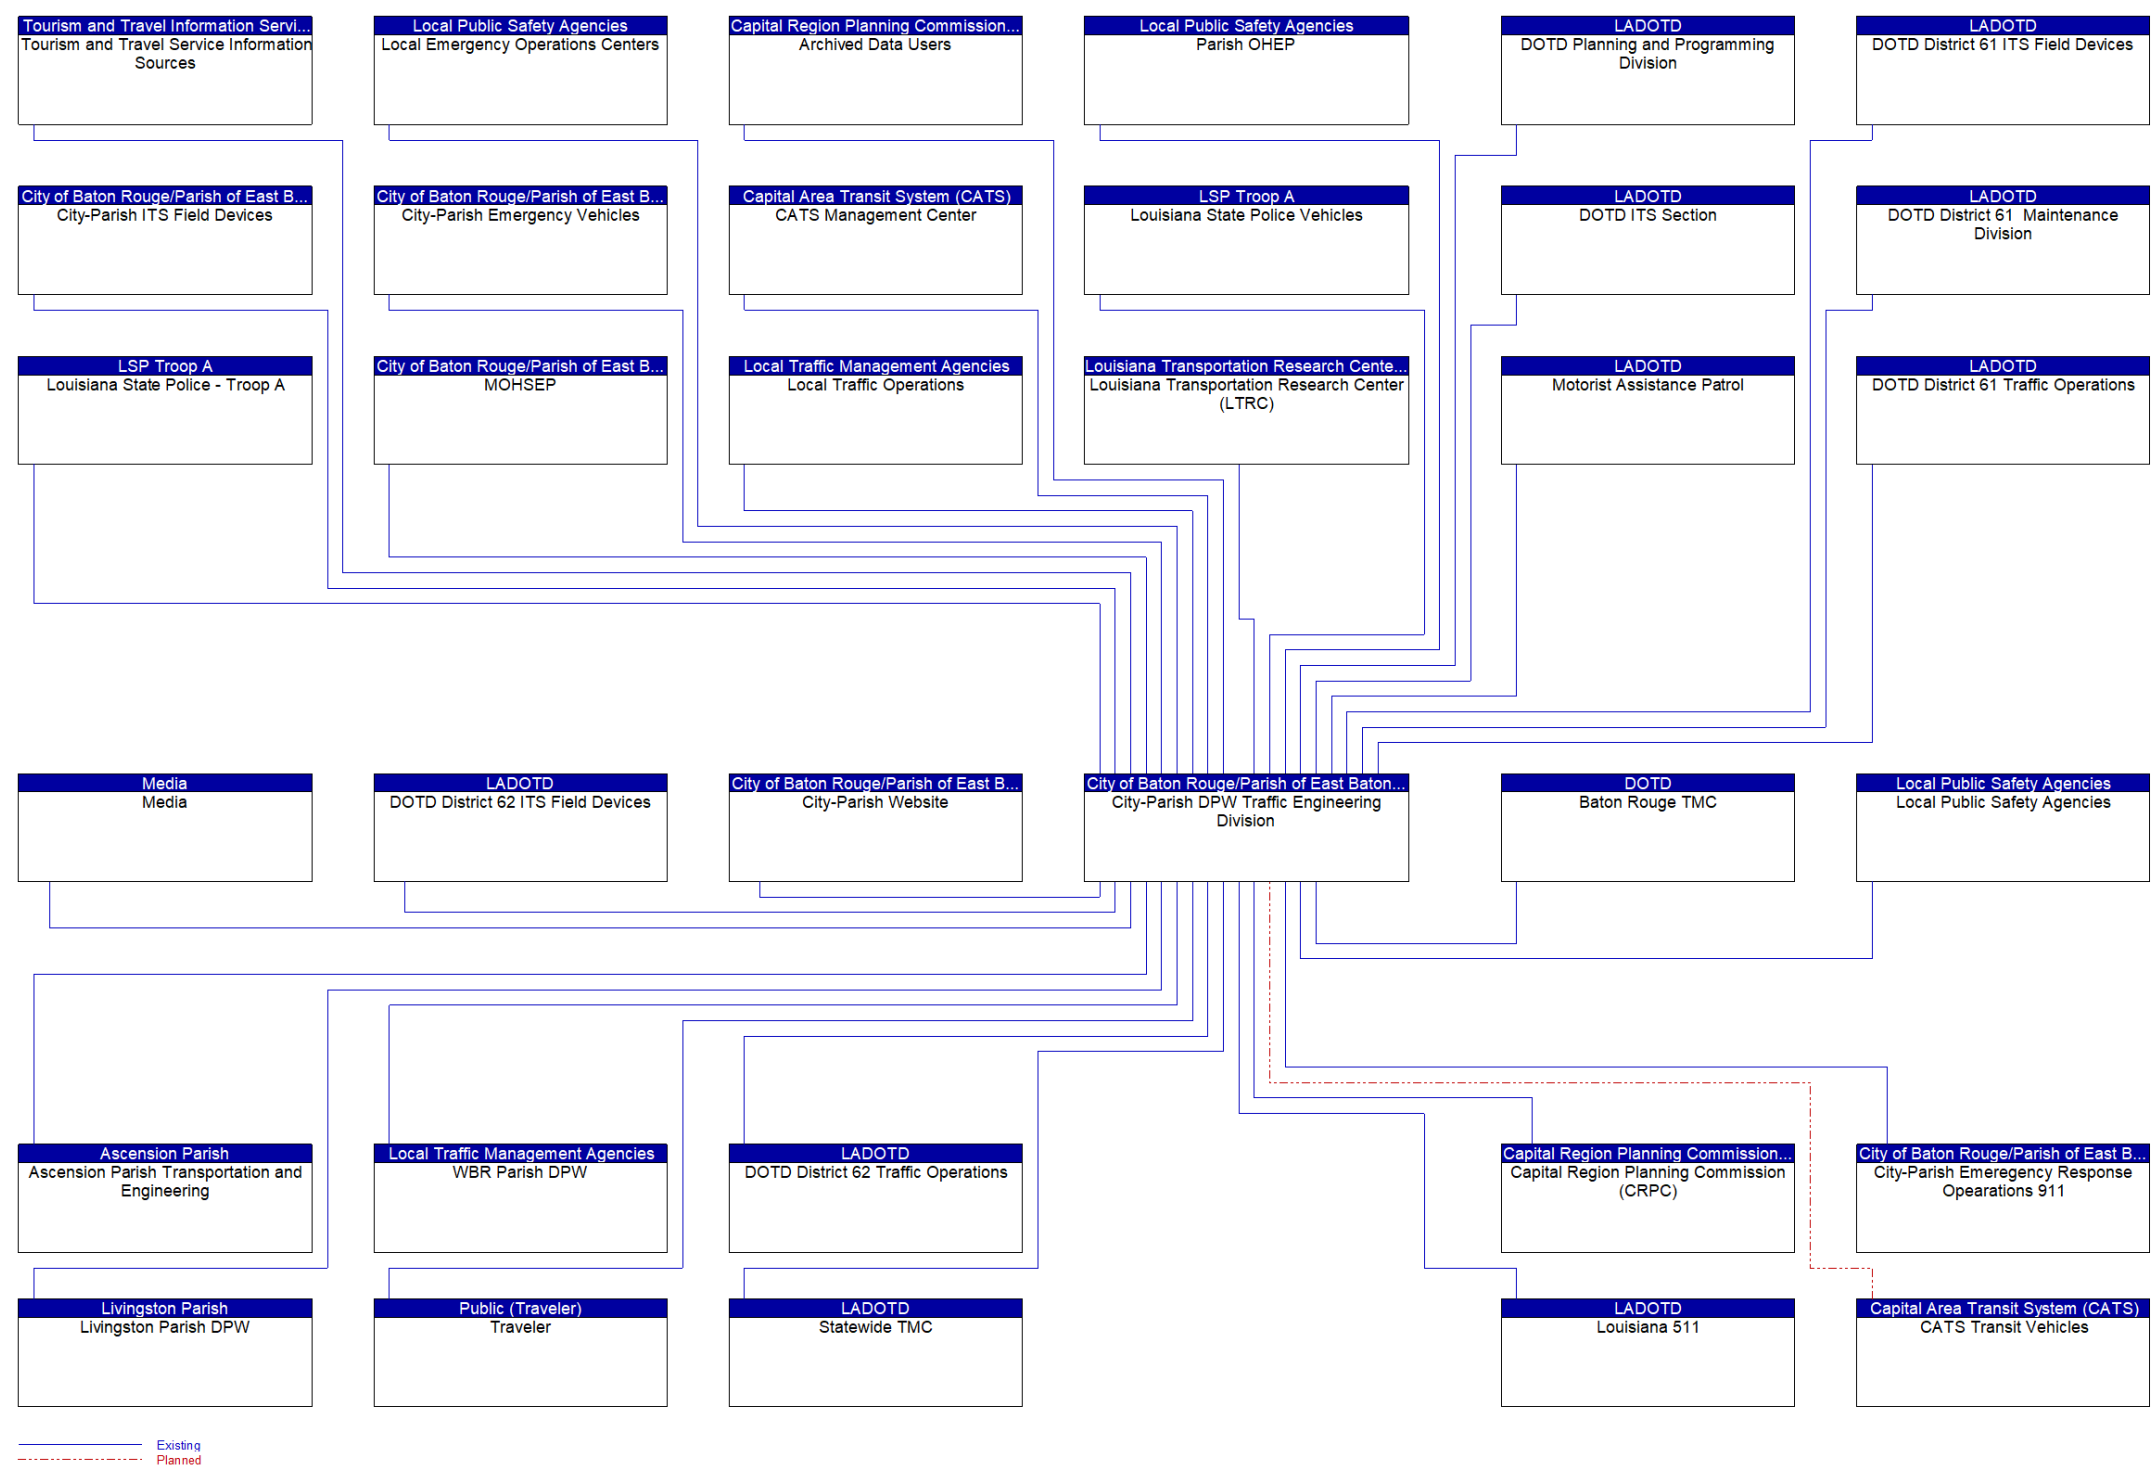 Tourism and Travel Information Servi...
Tourism and Travel Service Information
Sources
Local Public Safety Agencies
Local Emergency Operations Centers
Capital Region Planning Commission...
Archived Data Users
Local Public Safety Agencies
Parish OHEP
LADOTD
DOTD Planning and Programming
Division
LADOTD
DOTD District 61 ITS Field Devices
City of Baton Rouge/Parish of East B...
City-Parish ITS Field Devices
City of Baton Rouge/Parish of East B...
City-Parish Emergency Vehicles
Capital Area Transit System (CATS)
CATS Management Center
LSP Troop A
Louisiana State Police Vehicles
LADOTD
DOTD ITS Section
LADOTD
DOTD District 61 Maintenance
Division
LSP Troop A
Louisiana State Police - Troop A
City of Baton Rouge/Parish of East B...
MOHSEP
Local Traffic Management Agencies
Local Traffic Operations
Louisiana Transportation Research Cente...
Louisiana Transportation Research Center
(LTRC)
LADOTD
Motorist Assistance Patrol
LADOTD
DOTD District 61 Traffic Operations
Media
Media
LADOTD
DOTD District 62 ITS Field Devices
City of Baton Rouge/Parish of East B...
City-Parish Website
City of Baton Rouge/Parish of East Baton...
City-Parish DPW Traffic Engineering
Division
DOTD
Baton Rouge TMC
Local Public Safety Agencies
Local Public Safety Agencies
Ascension Parish
Ascension Parish Transportation and
Engineering
Local Traffic Management Agencies
WBR Parish DPW
LADOTD
DOTD District 62 Traffic Operations
Capital Region Planning Commission...
Capital Region Planning Commission
(CRPC)
City of Baton Rouge/Parish of East B...
City-Parish Emeregency Response
Opearations 911
Livingston Parish
Livingston Parish DPW
Public (Traveler)
Traveler
LADOTD
Statewide TMC
LADOTD
Louisiana 511
Capital Area Transit System (CATS)
CATS Transit Vehicles
Existing
Planned